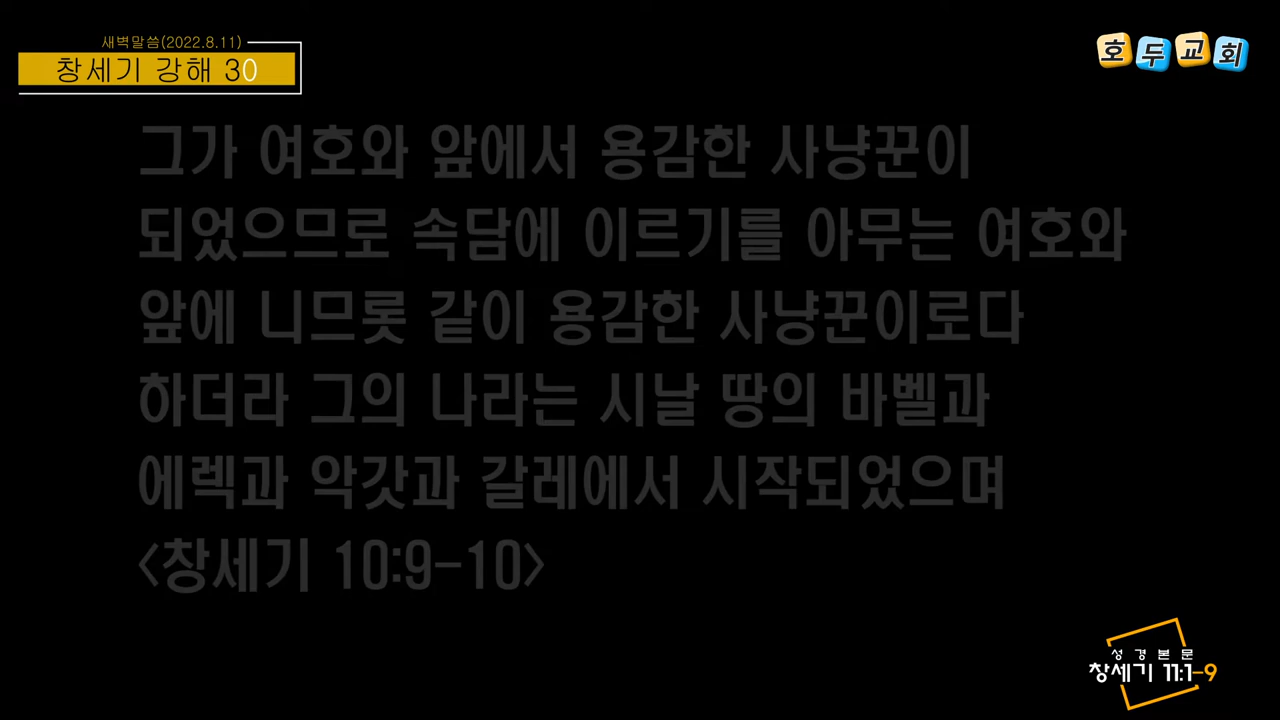 새벽말씀(2022.8.11)
창세기 강해 30
호두교회
그가 여호와 앞에서 용감한 사냥꾼이
되었으므로 속담에 이르기를 아무는 여호와
앞에 니므롯 같이 용감한 사냥꾼이로다
하더라 그의 나라는 시날 땅의 바벨과
에렉과 악갓과 갈레에서 시작되었으며
<창세기 10:9-10>
성경본문
창세기 11:1-9